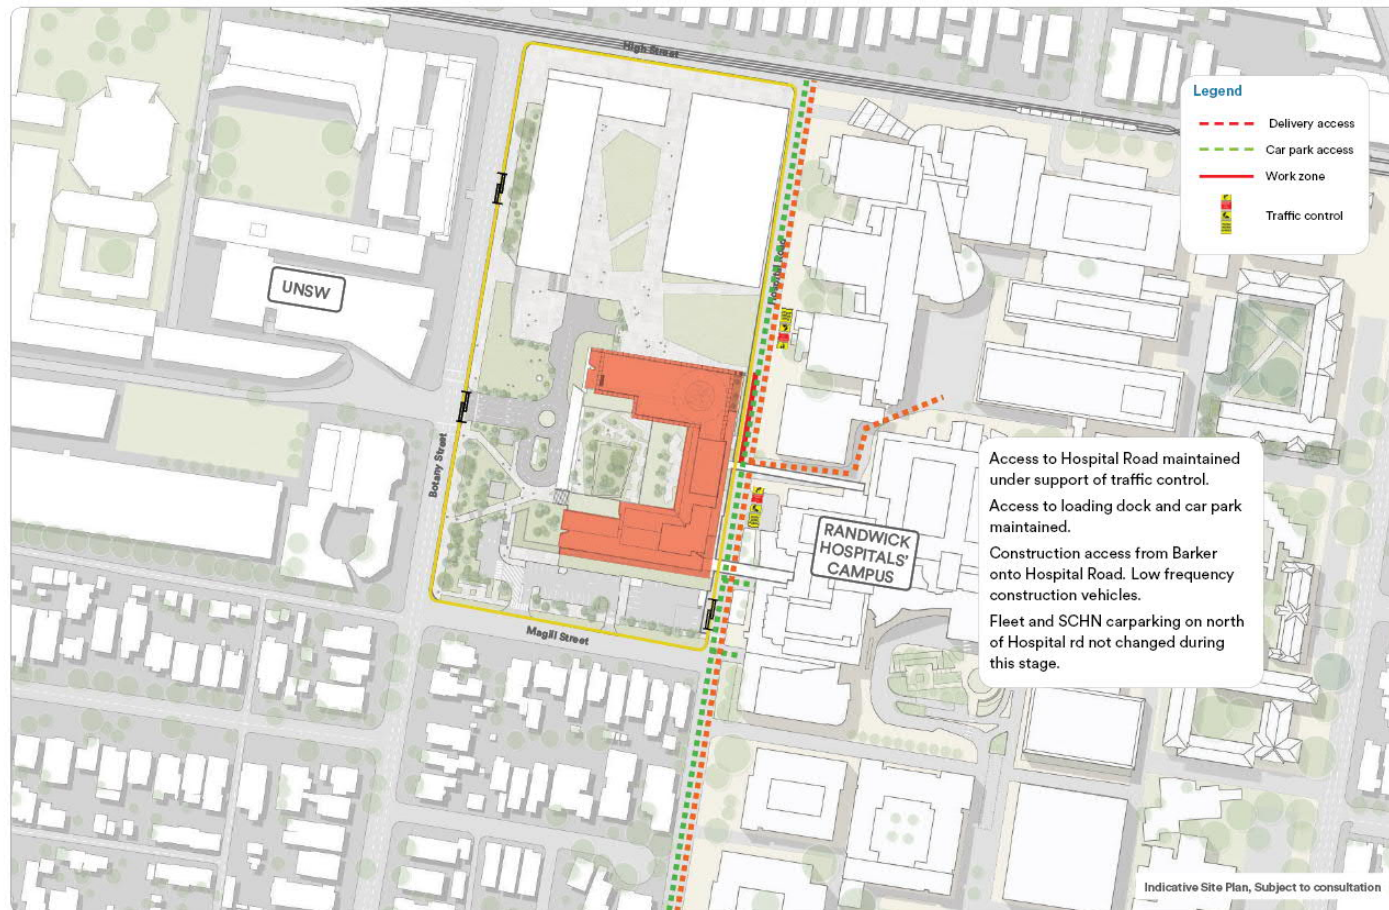 High Street
Legend
Delivery access
Car park access
Work zone
Traffic control
Hospital Road
UNSW
Botany Street
Access to Hospital Road maintained
under support of traffic control.
Access to loading dock and car park
maintained.
Construction access from Barker
onto Hospital Road. Low frequency
construction vehicles.
Fleet and SCHN carparking on north
of Hospital rd not changed during
this stage.
RANDWICK
HOSPITALS'
CAMPUS
Magill Street
Indicative Site Plan, Subject to consultation